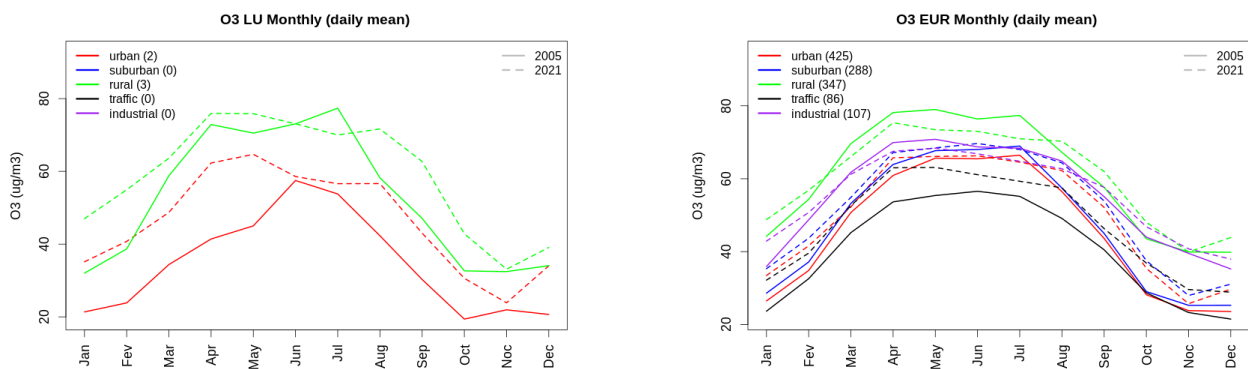 O3 LU Monthly (daily mean)
O3 (ug/m3)
80
60
40
20
urban (2)
suburban (0)
rural (3)
traffic (0)
industrial (0)
2005
2021
Jan
Fev
Mar
Apr
May
Jun
Jul
Aug
Sep
Oct
Noc
Dec
O3 EUR Monthly (daily mean)
O3 (ug/m3)
80
60
40
20
urban (425)
suburban (288)
rural (347)
traffic (86)
industrial (107)
2005
2021
Jan
Fev
Mar
Apr
May
Jun
Jul
Aug
Sep
Oct
Noc
Dec